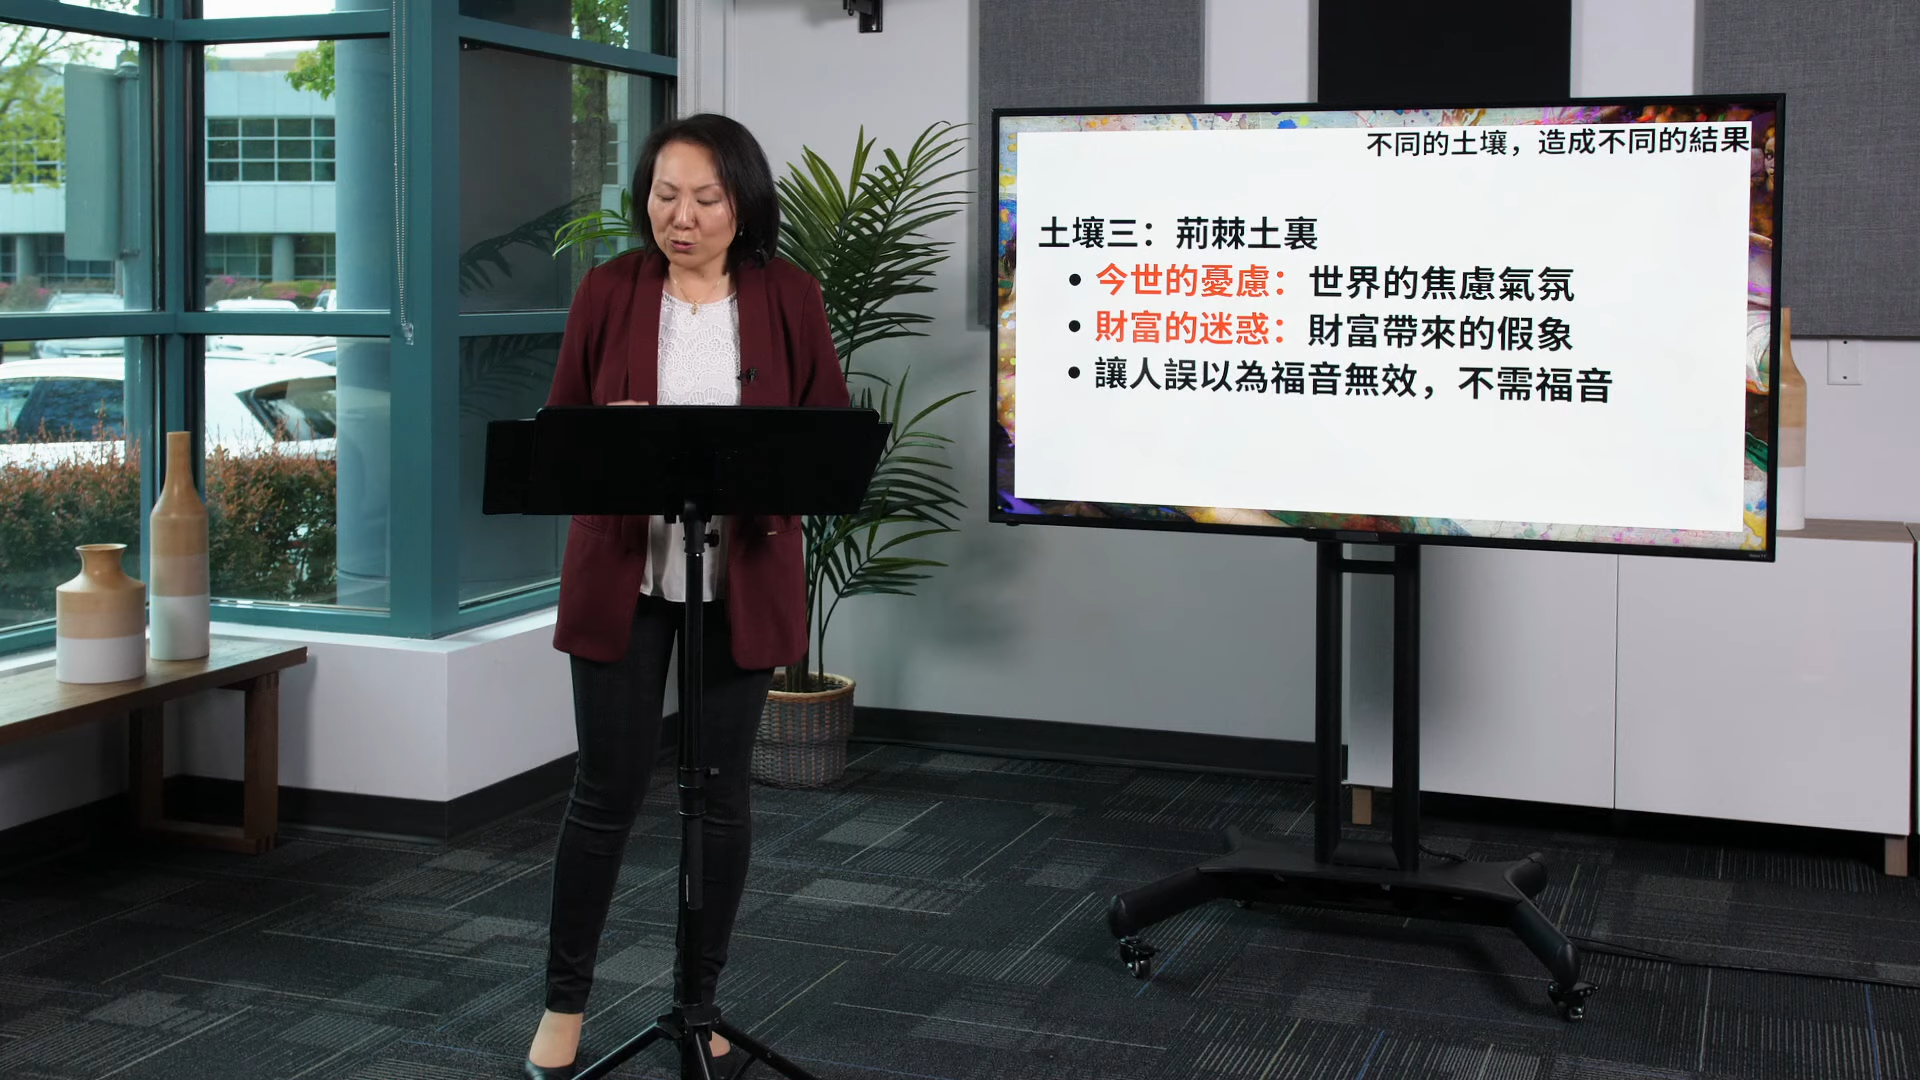 不同的土壤，造成不同的結果
土壤三：荊棘土裏
• 今世的憂慮：世界的焦慮氣氛
• 財富的迷惑：財富帶來的假象
• 讓人誤以為福音無效，不需福音